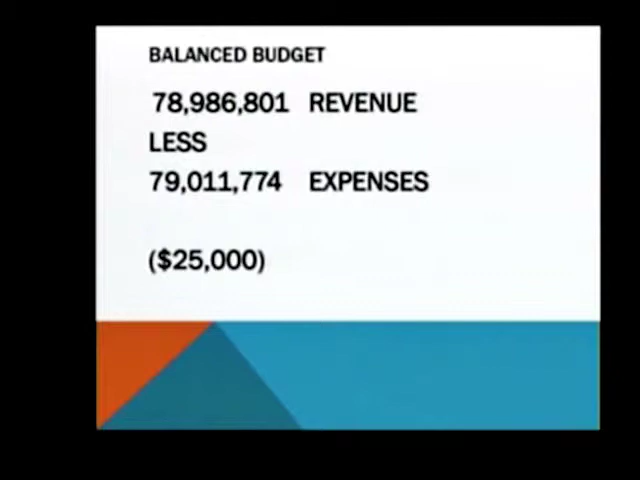 BALANCED BUDGET
78,986,801 REVENUE
LESS
79,011,774 EXPENSES
($25,000)